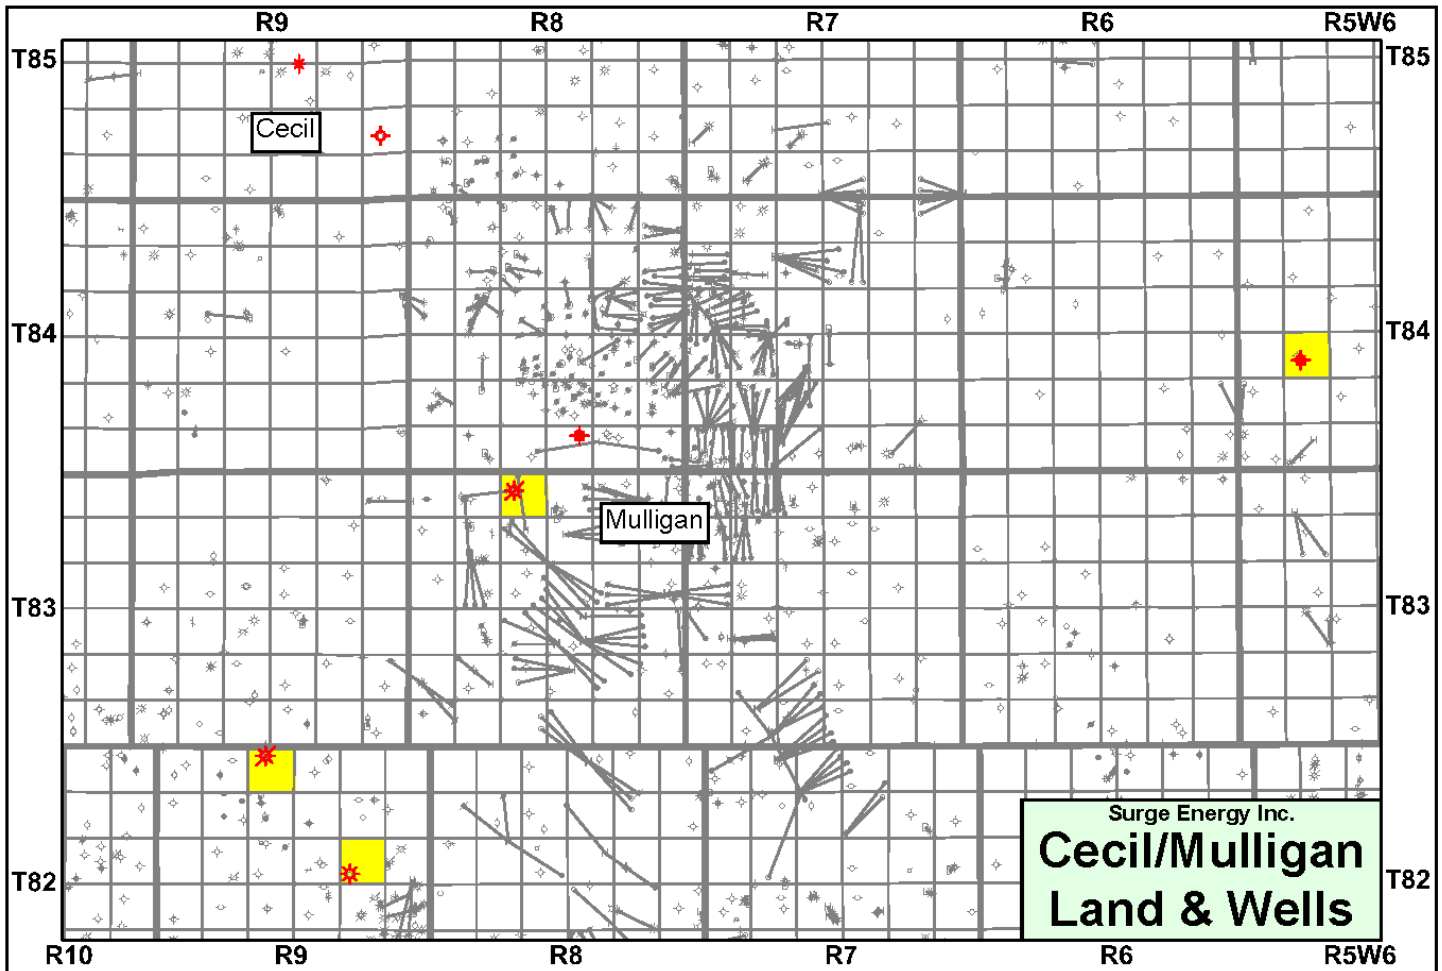 R9 R8 R7 R6 R5W6
T85 T85
Cecil
T84 T84
Mulligan
T83 T83
Surge Energy Inc.
Cecil/Mulligan
Land & Wells
T82 T82
R10 R9 R8 R7 R6 R5W6